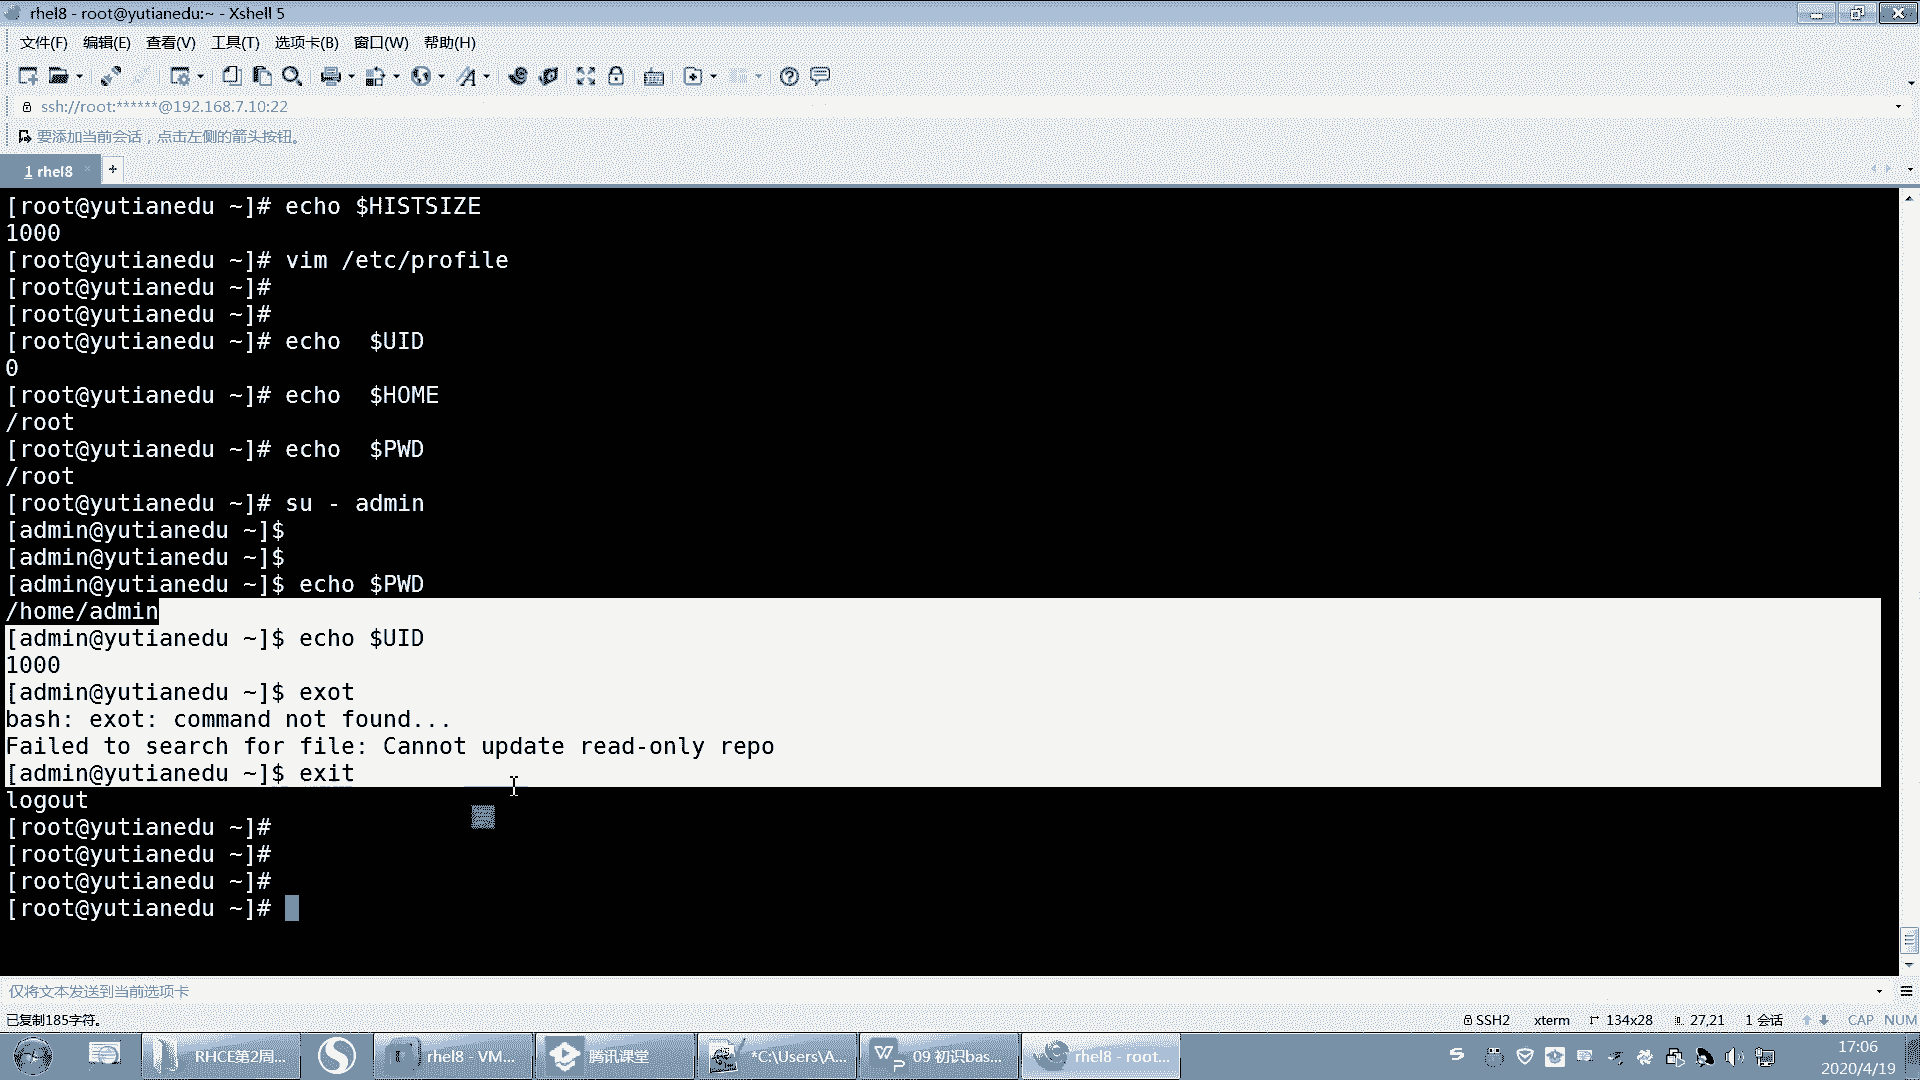 rhel8 - root@yutianedu:~ - Xshell 5
文件(F) 编辑(E) 查看(V) 工具(T) 选项卡(B) 窗口(W) 帮助(H)
ssh://root:******@192.168.7.10:22
要添加当前会话，点击左侧的箭头按钮。
1 rhel8
[root@yutianedu ~]# echo $HISTSIZE
1000
[root@yutianedu ~]# vim /etc/profile
[root@yutianedu ~]#
[root@yutianedu ~]#
[root@yutianedu ~]# echo  $UID
0
[root@yutianedu ~]# echo  $HOME
/root
[root@yutianedu ~]# echo  $PWD
/root
[root@yutianedu ~]# su - admin
[admin@yutianedu ~]$
[admin@yutianedu ~]$
[admin@yutianedu ~]$ echo $PWD
/home/admin
[admin@yutianedu ~]$ echo $UID
1000
[admin@yutianedu ~]$ exot
bash: exot: command not found...
Failed to search for file: Cannot update read-only repo
[admin@yutianedu ~]$ exit
logout
[root@yutianedu ~]#
[root@yutianedu ~]#
[root@yutianedu ~]#
[root@yutianedu ~]#
仅将文本发送到当前选项卡
已复制185字符。 SSH2 xterm 134x28 27,21 1 会话 CAP NUM
RHCE第2周... rhel8 - VM... 腾讯课堂 *C:\Users\A... 09 初识bas... rhel8 - root... 17:06
2020/4/19